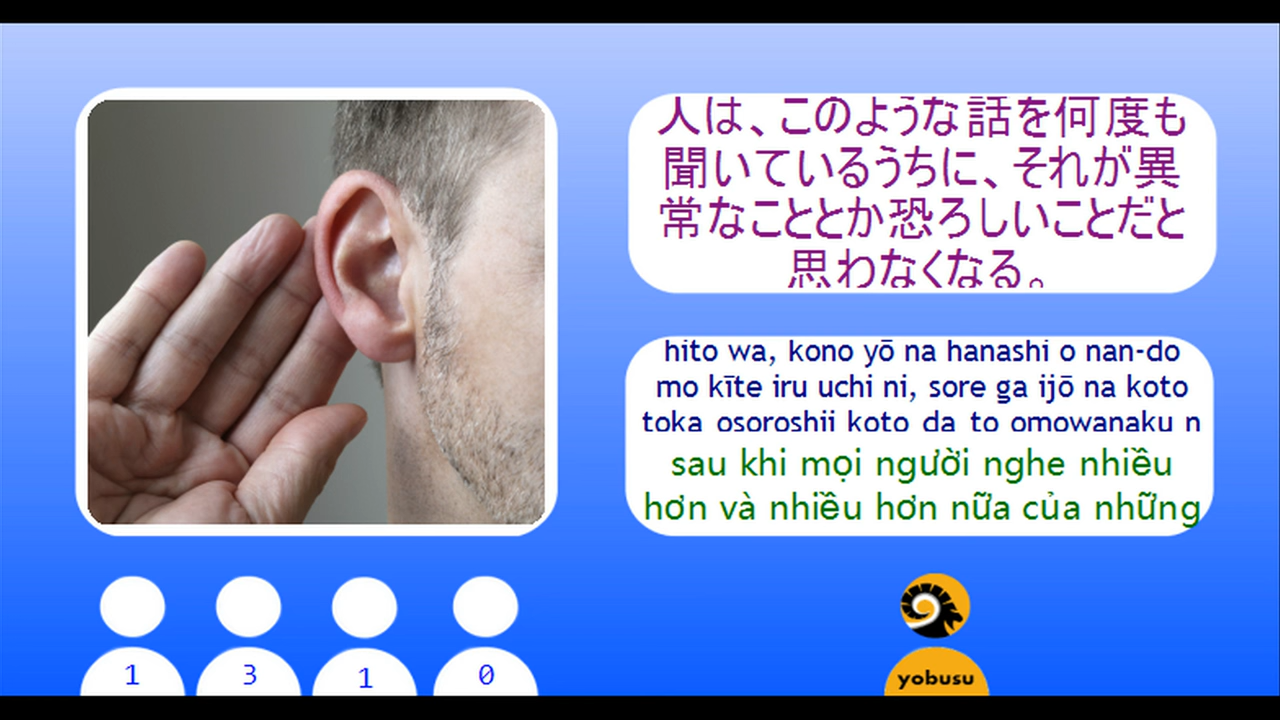 人は、このような話を何度も
聞いているうちに、それが異
常なこととか恐ろしいことだと
思わなくなる。
hito wa, kono yō na hanashi o nan-do
mo kīte iru uchi ni, sore ga ijō na koto
toka osoroshii koto da to omowanaku n
sau khi mọi người nghe nhiều
hơn và nhiều hơn nữa của những
1 3 1 0
yobusu